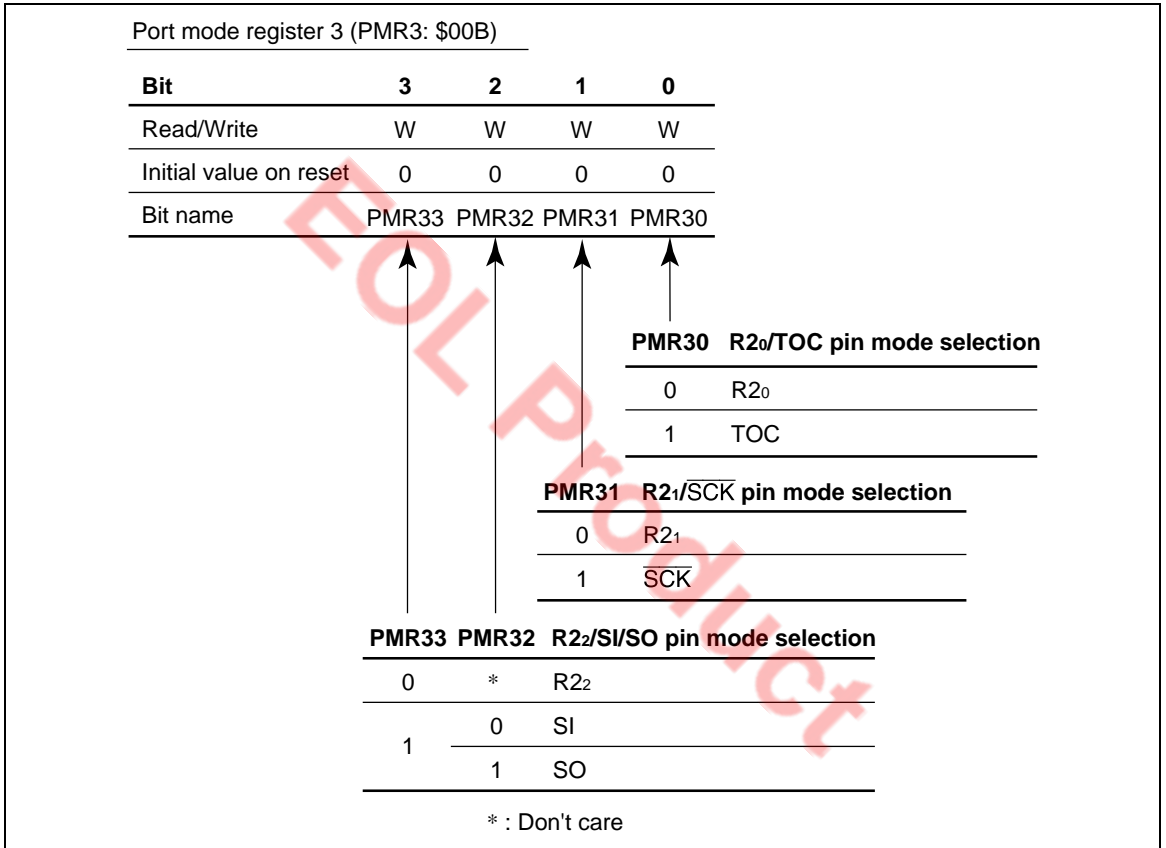 Port mode register 3 (PMR3: $00B)
Bit 3 2 1 0
Read/Write W W W W
Initial value on reset 0 0 0 0
Bit name PMR33 PMR32 PMR31 PMR30
PMR30 R2₀/TOC pin mode selection
0 R2₀
1 TOC
PMR31 R2₁/S̅C̅K̅ pin mode selection
0 R2₁
1 S̅C̅K̅
PMR33 PMR32 R2₂/SI/SO pin mode selection
0 * R2₂
1 0 SI
1 SO
* : Don't care
EOL Product